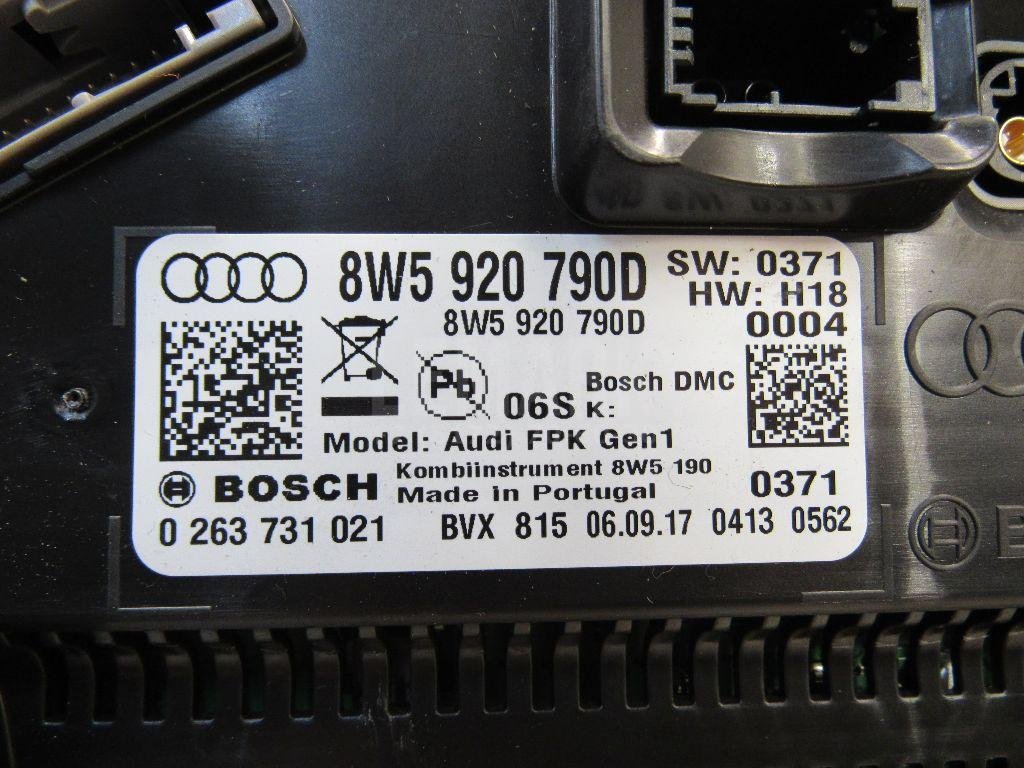 8W5 920 790D
SW: 0371
HW: H18
8W5 920 790D
0004
Pb
06S
Bosch DMC
K:
Model: Audi FPK Gen1
Kombiinstrument 8W5 190
BOSCH
Made in Portugal
0371
0 263 731 021
BVX 815 06.09.17 0413 0562